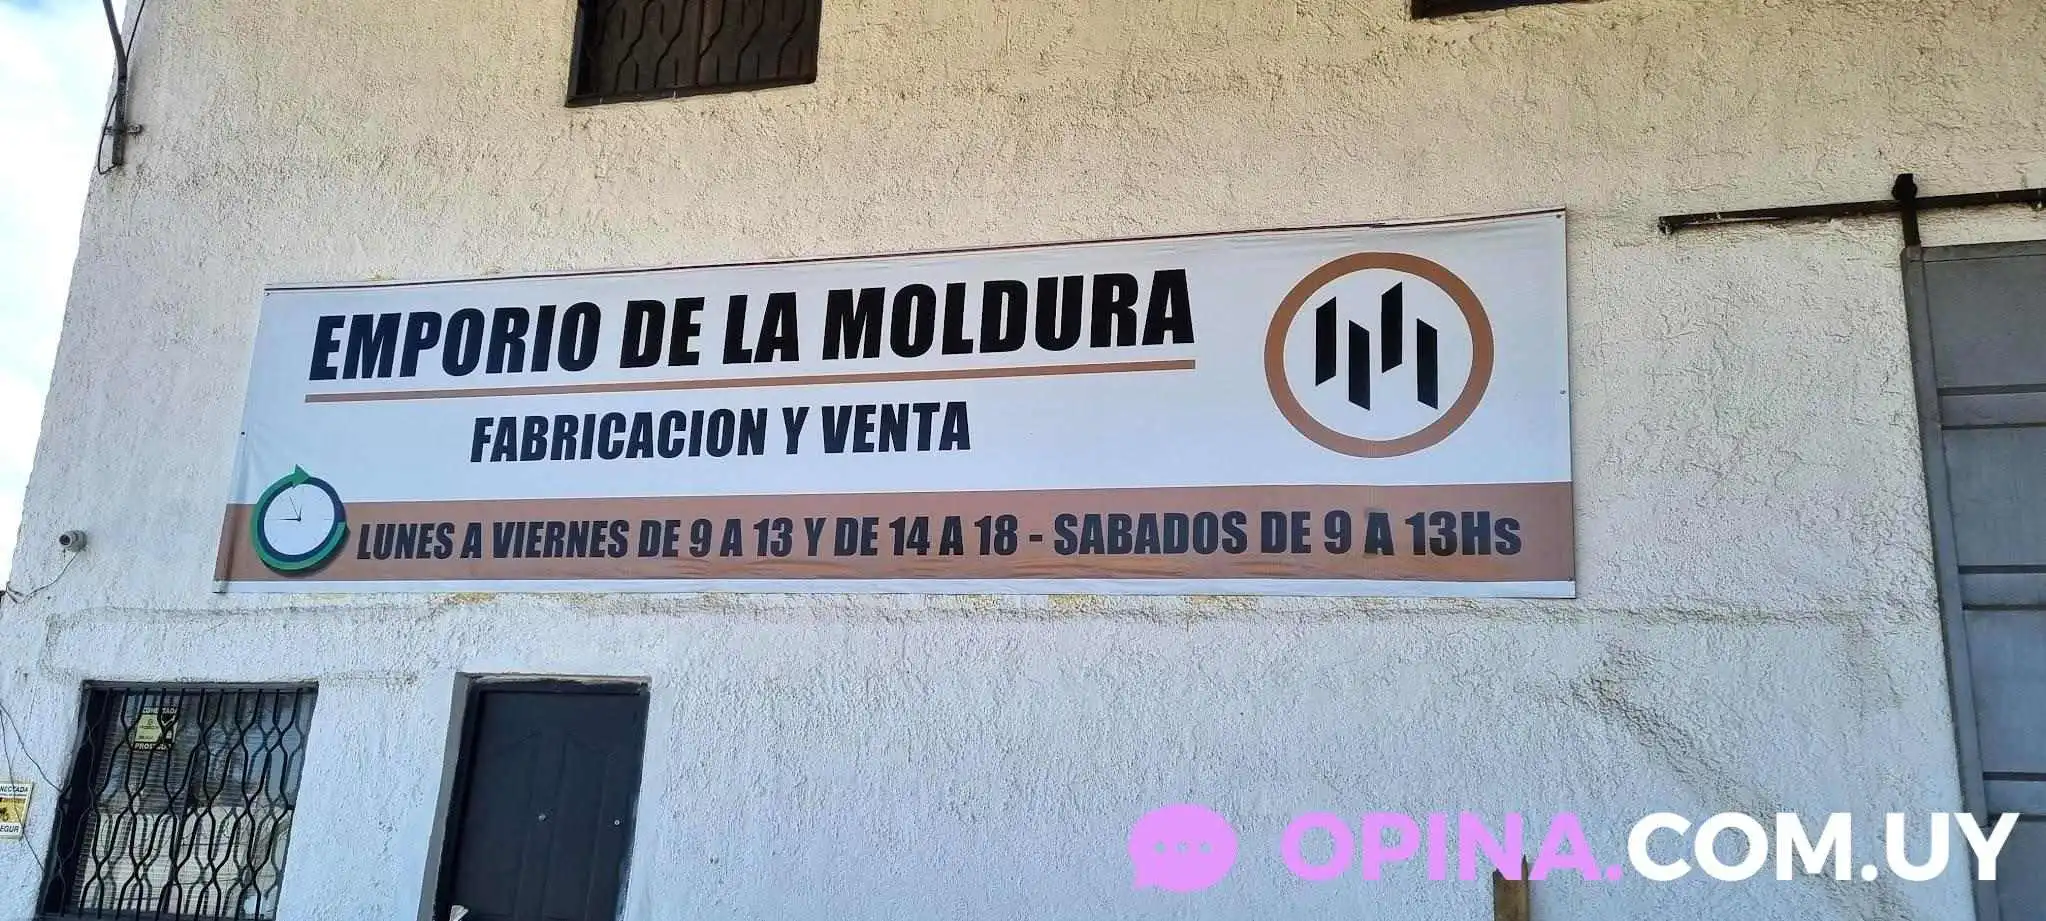 EMPORIO DE LA MOLDURA
FABRICACION Y VENTA
LUNES A VIERNES DE 9 A 13 Y DE 14 A 18 - SABADOS DE 9 A 13Hs
OPINA.COM.UY